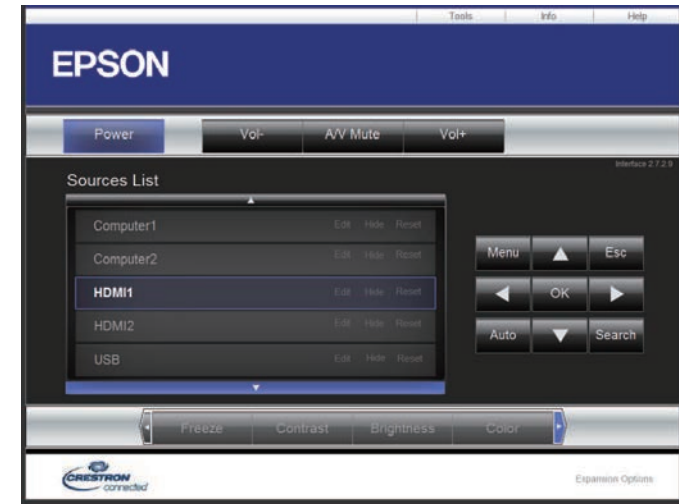 Tools Info Help
EPSON
Power Vol- A/V Mute Vol+
Interface 2.7.2.9
Sources List
Computer1 Edit Hide Reset
Computer2 Edit Hide Reset
HDMI1 Edit Hide Reset
HDMI2 Edit Hide Reset
USB Edit Hide Reset
Menu Esc
OK
Auto Search
Freeze Contrast Brightness Color
CRESTRON connected
Expansion Options